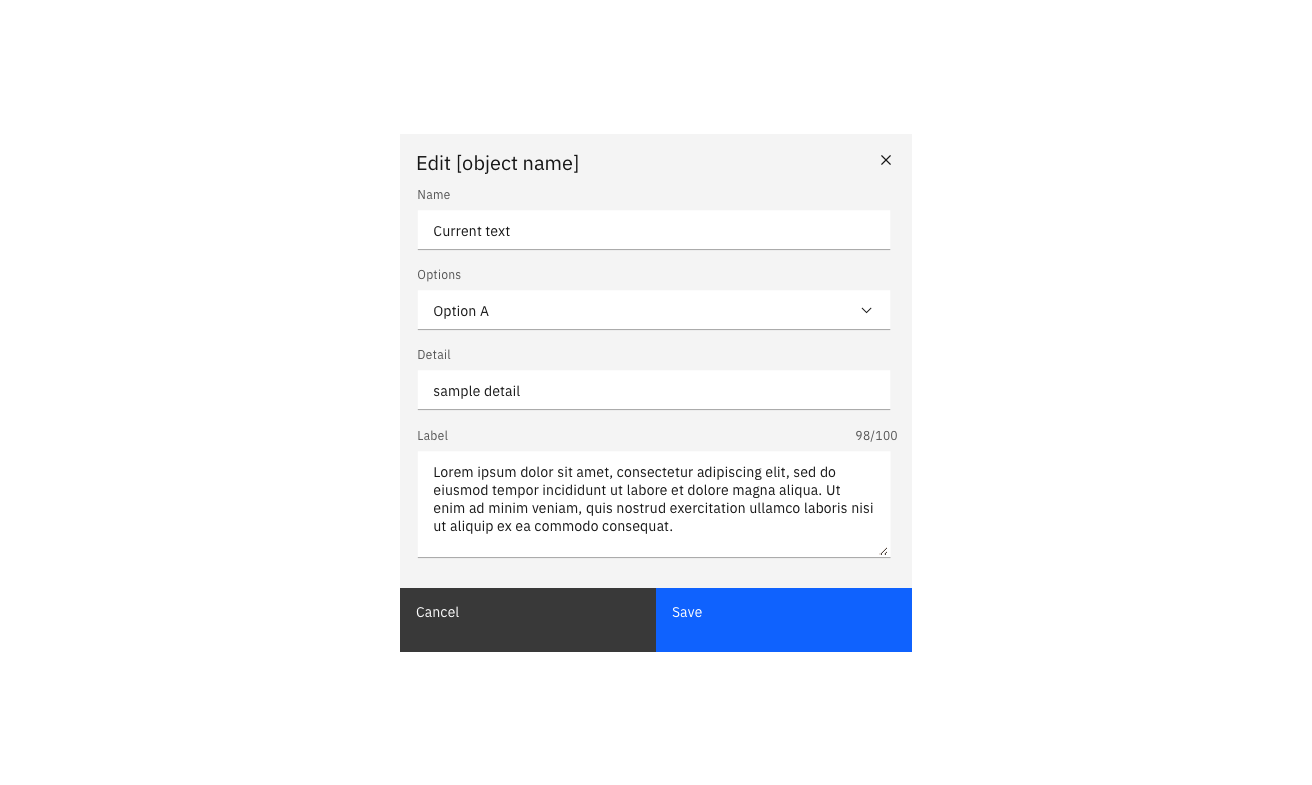 Edit [object name]
Name
Current text
Options
Option A
Detail
sample detail
Label 98/100
Lorem ipsum dolor sit amet, consectetur adipiscing elit, sed do
eiusmod tempor incididunt ut labore et dolore magna aliqua. Ut
enim ad minim veniam, quis nostrud exercitation ullamco laboris nisi
ut aliquip ex ea commodo consequat.
Cancel Save